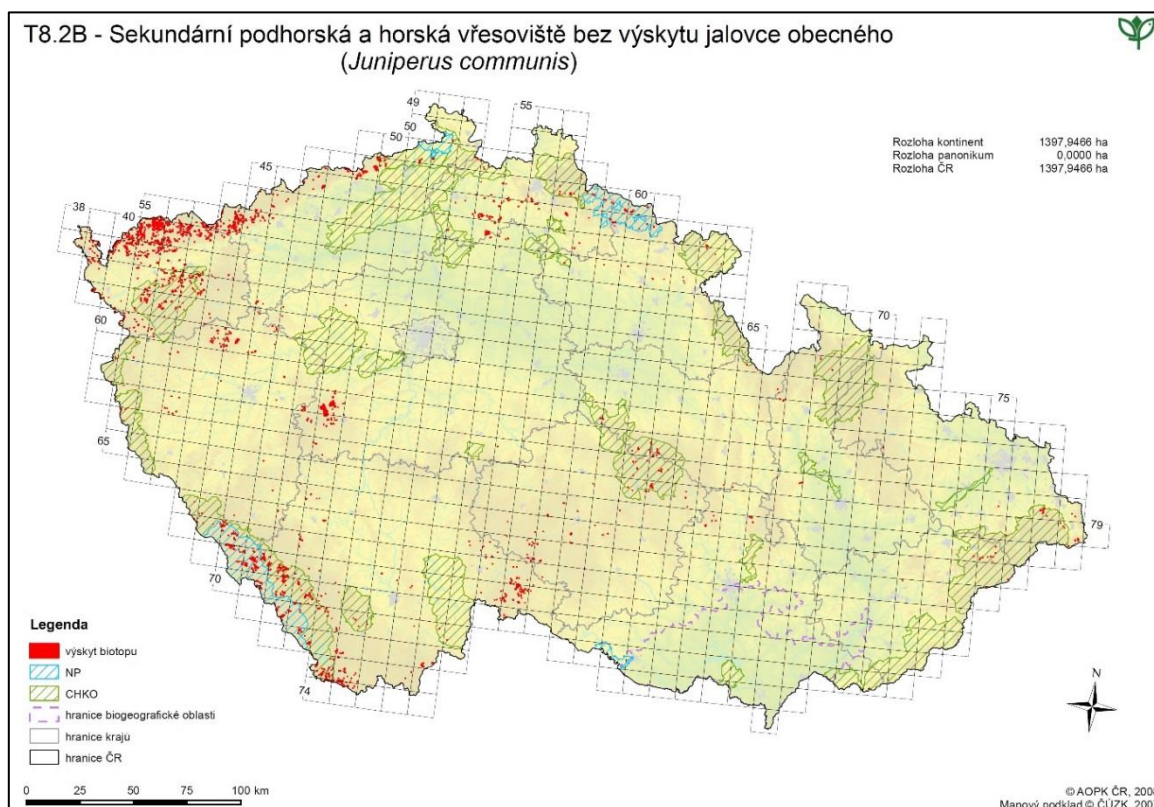 T8.2B - Sekundární podhorská a horská vřesoviště bez výskytu jalovce obecného
(Juniperus communis)
Rozloha kontinent 1397,9466 ha
Rozloha panonikum 0,0000 ha
Rozloha ČR 1397,9466 ha
49
50
50
55
45
60
38
55
40
60
65
70
75
65
79
70
74
Legenda
výskyt biotopu
NP
CHKO
hranice biogeografické oblasti
hranice krajů
hranice ČR
N
0 25 50 75 100 km
© AOPK ČR, 2008
Mapový podklad © ČÚZK, 200